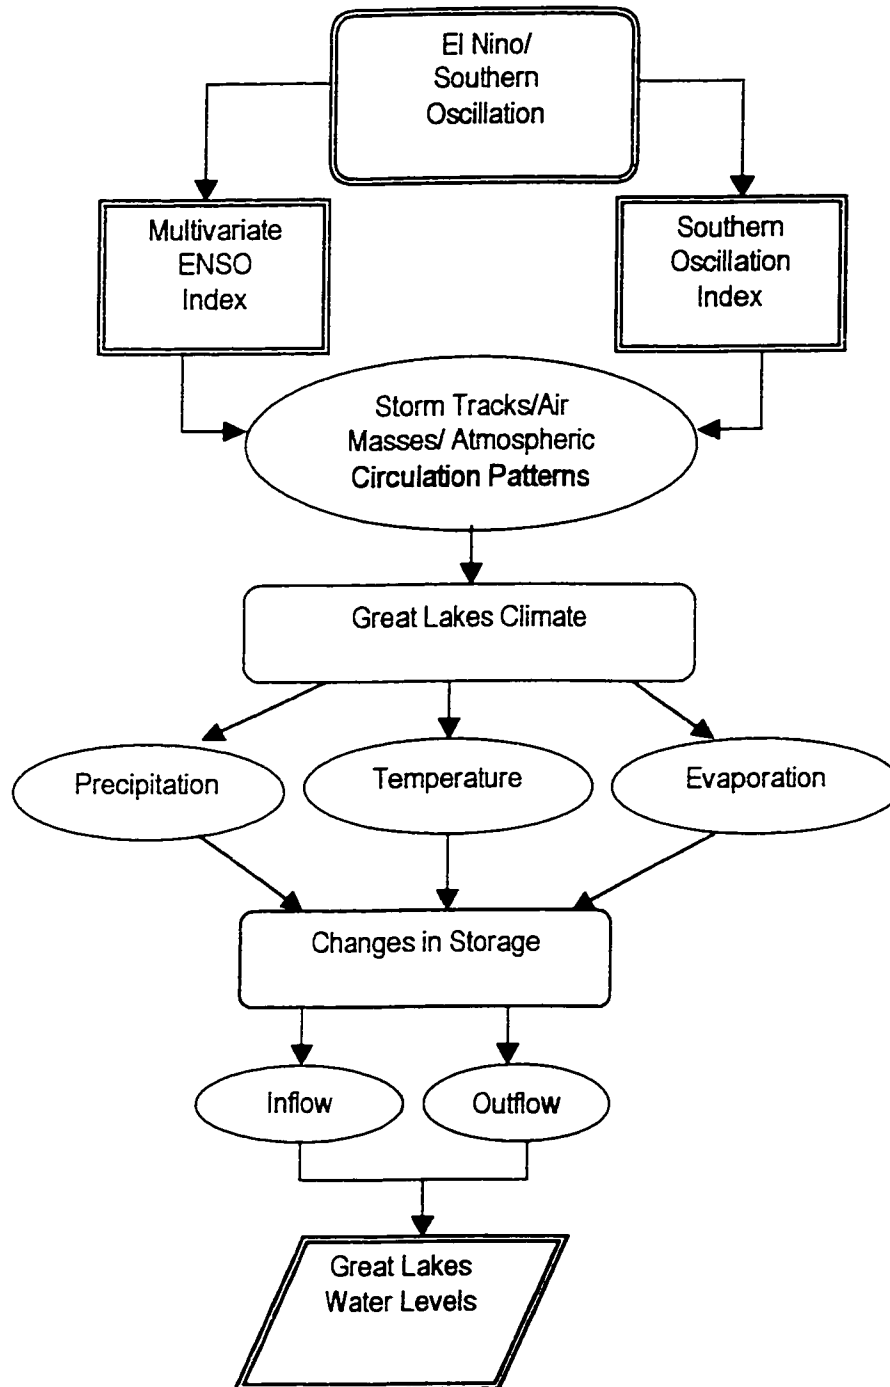 El Nino/
Southern
Oscillation
Multivariate
ENSO
Index
Southern
Oscillation
Index
Storm Tracks/Air
Masses/ Atmospheric
Circulation Patterns
Great Lakes Climate
Precipitation
Temperature
Evaporation
Changes in Storage
Inflow
Outflow
Great Lakes
Water Levels